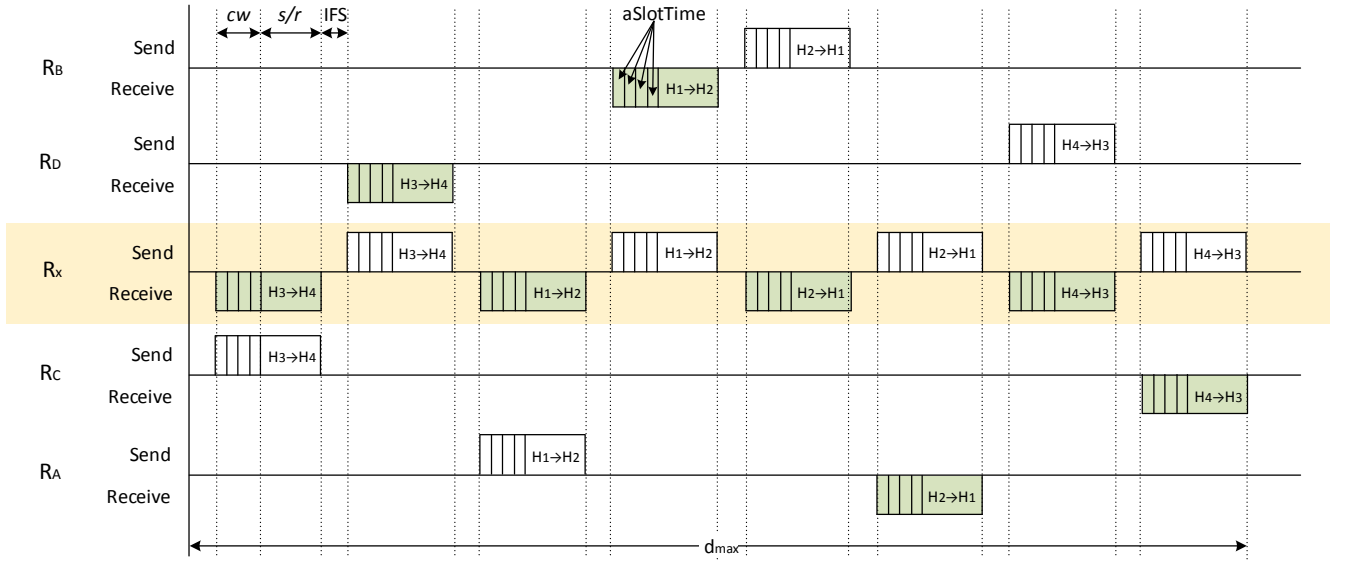 cw s/r IFS aSlotTime
Send H2→H1
RB
Receive H1→H2
Send H4→H3
RD
Receive H3→H4
Send H3→H4 H1→H2 H2→H1 H4→H3
Rx
Receive H3→H4 H1→H2 H2→H1 H4→H3
Send H3→H4
RC
Receive H4→H3
Send H1→H2
RA
Receive H2→H1
dmax